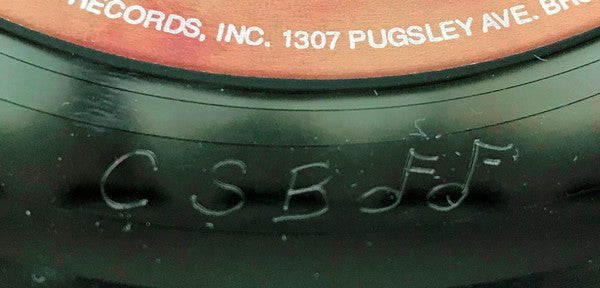 RECORDS, INC. 1307 PUGSLEY AVE.
C S B F F